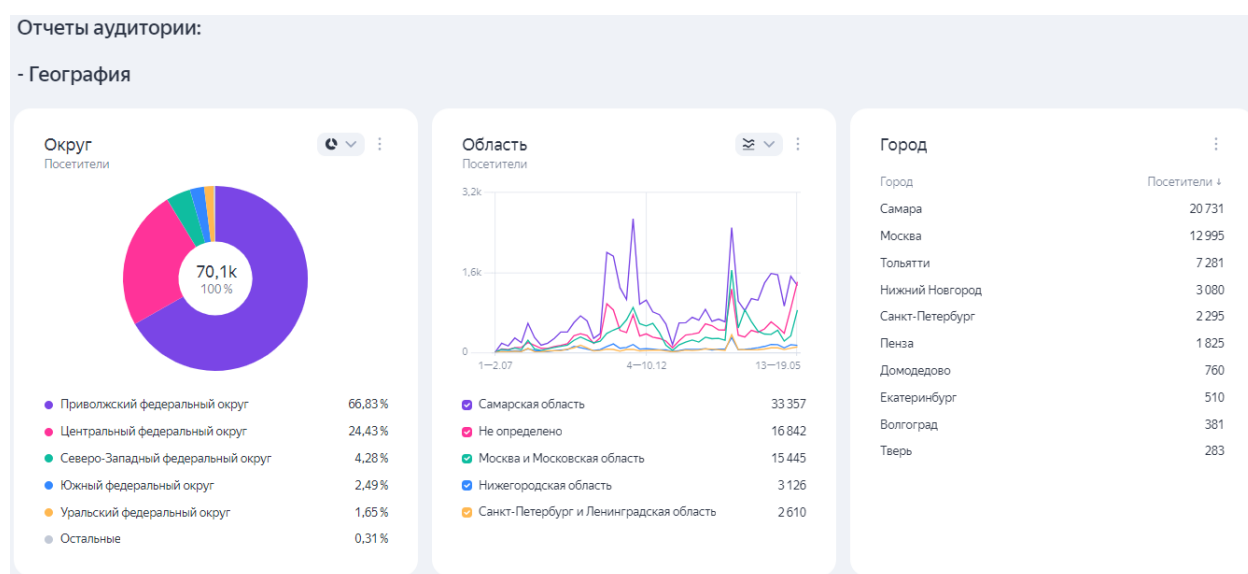 Отчеты аудитории:
- География
Округ
Посетители
70,1k
100 %
Приволжский федеральный округ 66,83 %
Центральный федеральный округ 24,43 %
Северо-Западный федеральный округ 4,28 %
Южный федеральный округ 2,49 %
Уральский федеральный округ 1,65 %
Остальные 0,31 %
Область
Посетители
3,2k
1,6k
0
1—2.07 4—10.12 13—19.05
Самарская область 33 357
Не определено 16 842
Москва и Московская область 15 445
Нижегородская область 3 126
Санкт-Петербург и Ленинградская область 2 610
Город
Город Посетители ↓
Самара 20 731
Москва 12 995
Тольятти 7 281
Нижний Новгород 3 080
Санкт-Петербург 2 295
Пенза 1 825
Домодедово 760
Екатеринбург 510
Волгоград 381
Тверь 283